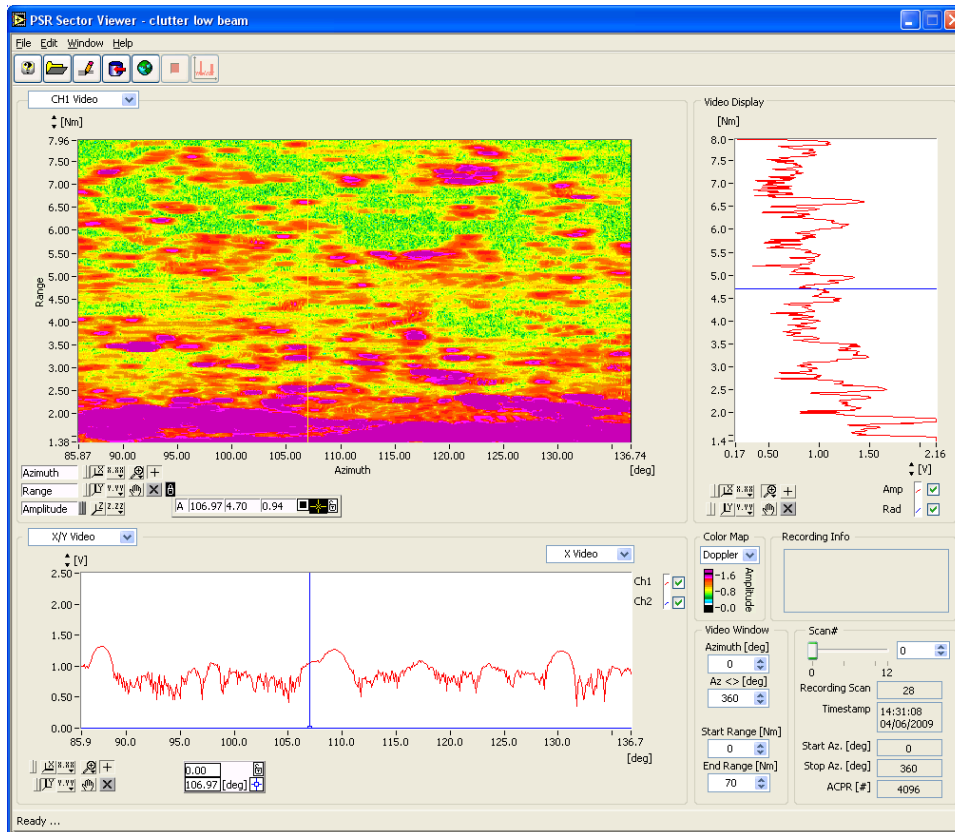 PSR Sector Viewer - clutter low beam
File Edit Window Help
CH1 Video
[Nm]
7.96
7.50
7.00
6.50
6.00
5.50
5.00
4.50
4.00
3.50
3.00
2.50
2.00
1.38
Range
85.87 90.00 95.00 100.00 105.00 110.00 115.00 120.00 125.00 130.00 136.74
Azimuth [deg]
Azimuth
Range
Amplitude
X.XX
Y.YY
Z.ZZ
A 106.97 4.70 0.94
Video Display
[Nm]
8.0
7.5
7.0
6.5
6.0
5.5
5.0
4.5
4.0
3.5
3.0
2.5
2.0
1.4
0.17 0.50 1.00 1.50 2.16
[V]
X.XX
Y.YY
Amp
Rad
X/Y Video
[V]
X Video
2.50
2.00
1.50
1.00
0.50
0.00
85.9 90.0 95.0 100.0 105.0 110.0 115.0 120.0 125.0 130.0 136.7
[deg]
Ch1
Ch2
X.XX
Y.YY
0.00
106.97 [deg]
Color Map
Doppler
1.6
0.8
0.0
Amplitude
Recording Info
Video Window
Azimuth [deg]
0
Az <> [deg]
360
Start Range [Nm]
0
End Range [Nm]
70
Scan#
0
0 12
Recording Scan 28
Timestamp 14:31:08
04/06/2009
Start Az. [deg] 0
Stop Az. [deg] 360
ACPR [#] 4096
Ready ...